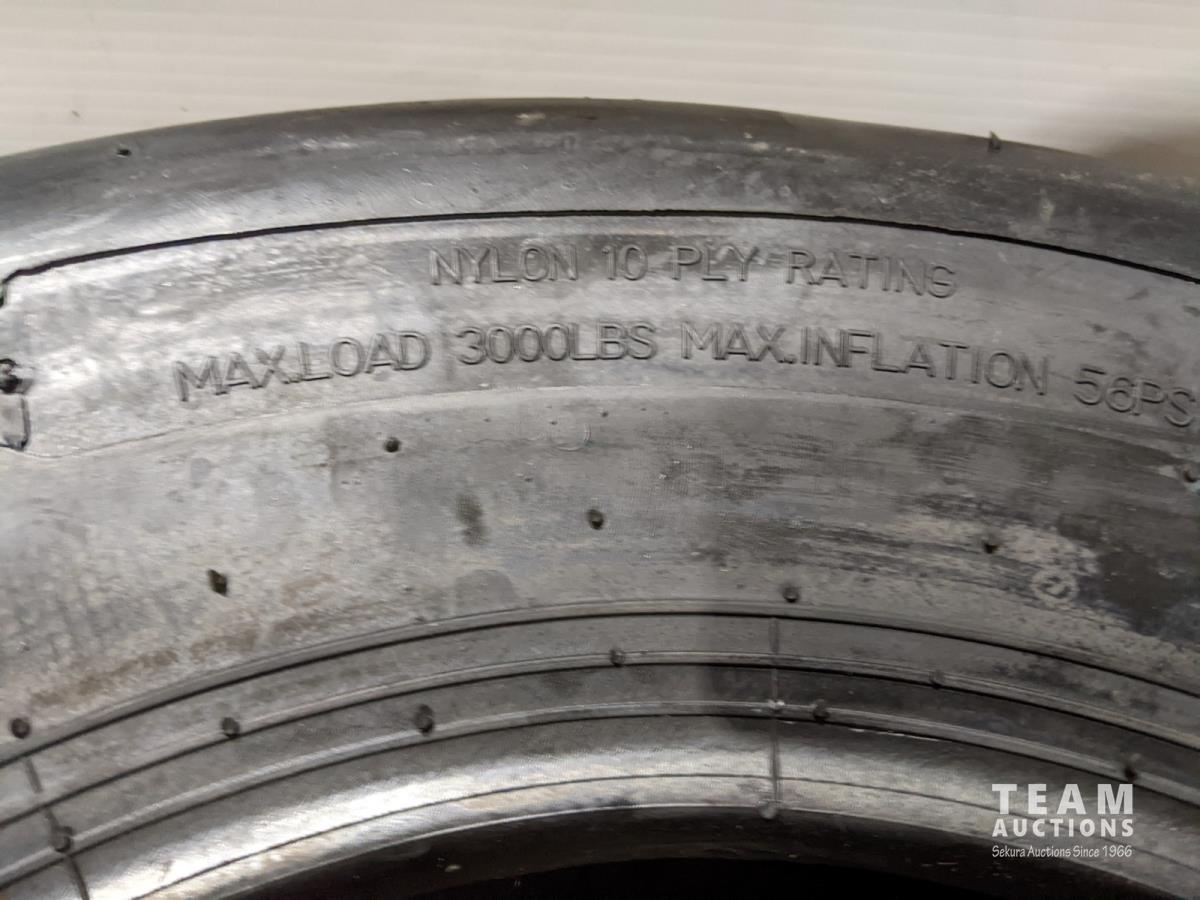 NYLON 10 PLY RATING
MAX.LOAD 3000LBS MAX.INFLATION 56PS
TEAM
AUCTIONS
Sekura Auctions Since 1966